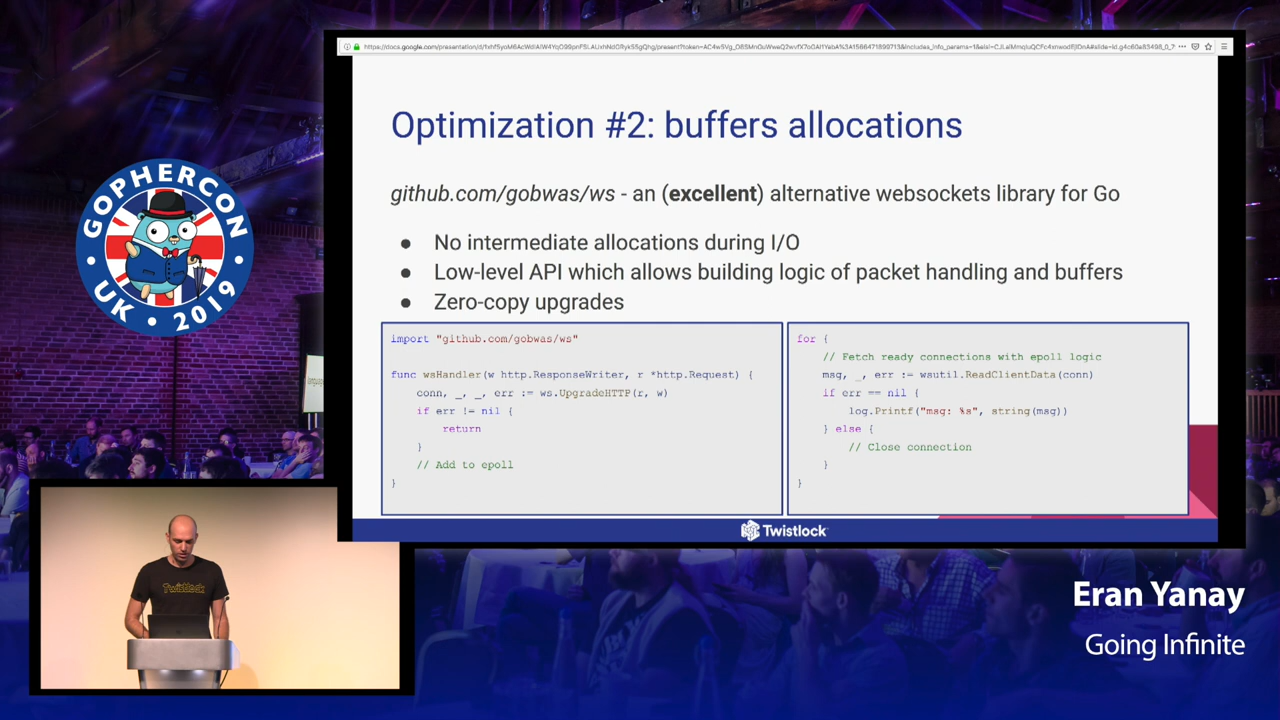 Optimization #2: buffers allocations
github.com/gobwas/ws - an (excellent) alternative websockets library for Go
● No intermediate allocations during I/O
● Low-level API which allows building logic of packet handling and buffers
● Zero-copy upgrades
import "github.com/gobwas/ws"
func wsHandler(w http.ResponseWriter, r *http.Request) {
conn, _, _, err := ws.UpgradeHTTP(r, w)
if err != nil {
return
}
// Add to epoll
}
for {
// Fetch ready connections with epoll logic
msg, _, err := wsutil.ReadClientData(conn)
if err == nil {
log.Printf("msg: %s", string(msg))
} else {
// Close connection
}
}
Twistlock
GOPHERCON
UK • 2019
Twistlock
Eran Yanay
Going Infinite